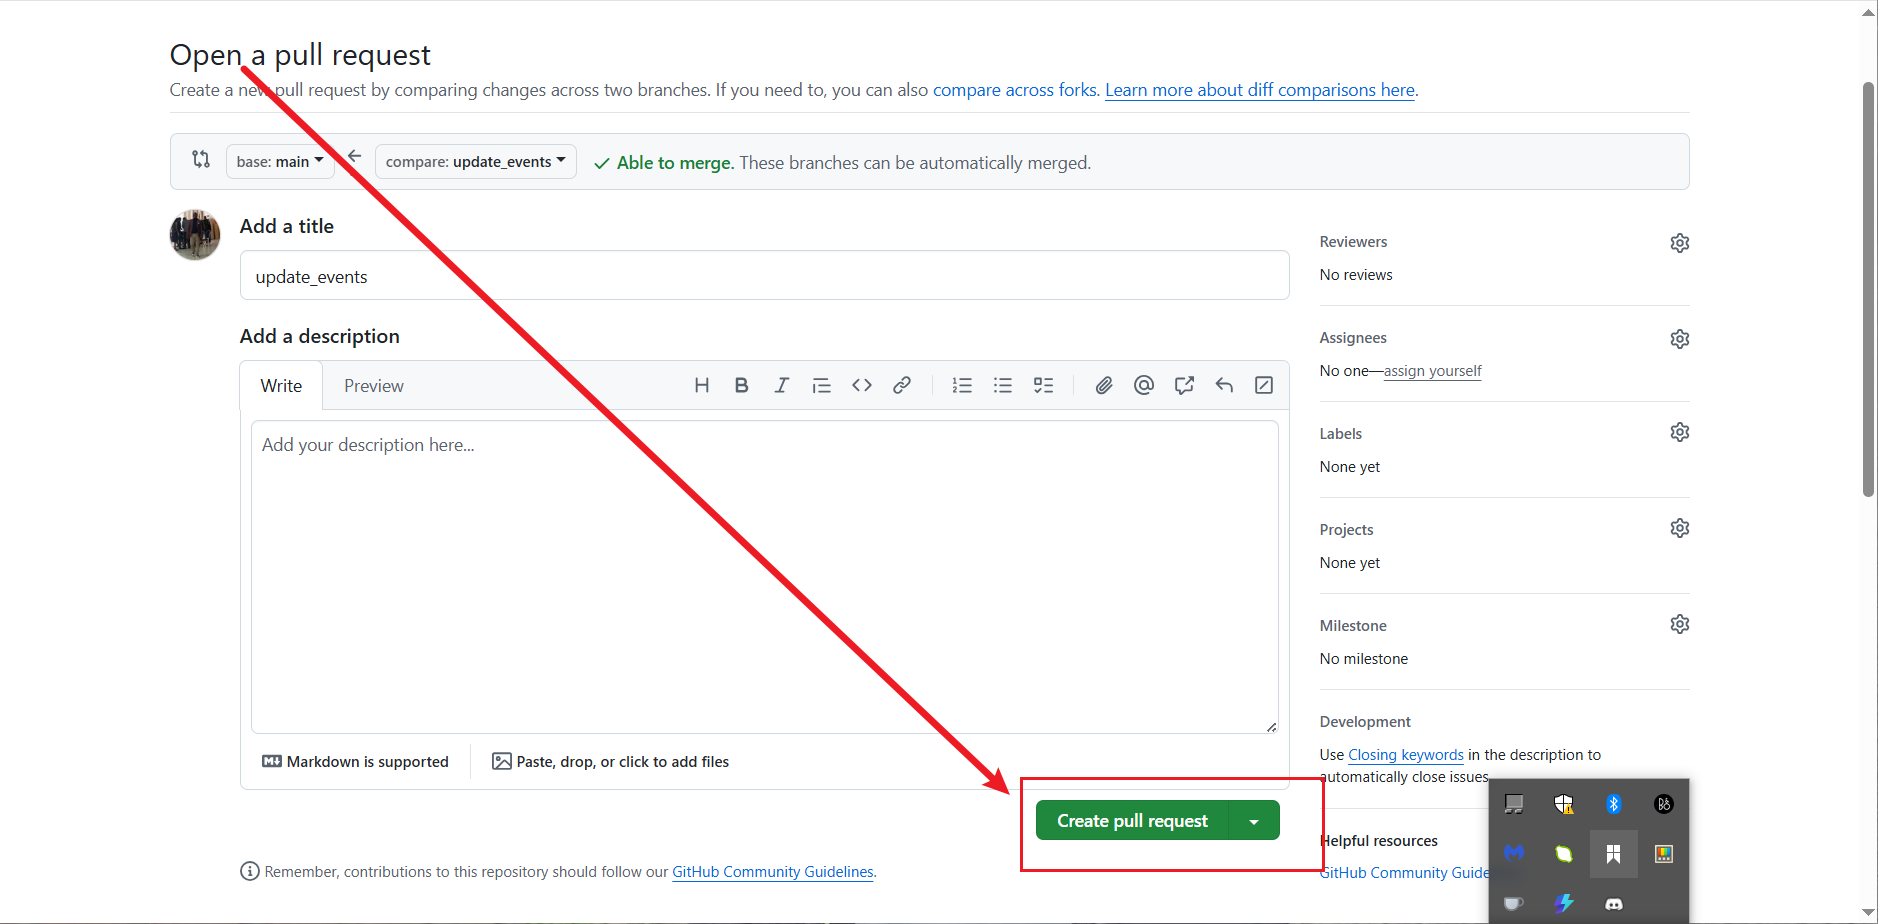 Open a pull request
Create a new pull request by comparing changes across two branches. If you need to, you can also compare across forks. Learn more about diff comparisons here.
base: main
compare: update_events
Able to merge. These branches can be automatically merged.
Add a title
update_events
Add a description
Write
Preview
Add your description here...
Markdown is supported
Paste, drop, or click to add files
Create pull request
Remember, contributions to this repository should follow our GitHub Community Guidelines.
Reviewers
No reviews
Assignees
No one—assign yourself
Labels
None yet
Projects
None yet
Milestone
No milestone
Development
Use Closing keywords in the description to
automatically close issues
Helpful resources
GitHub Community Guide